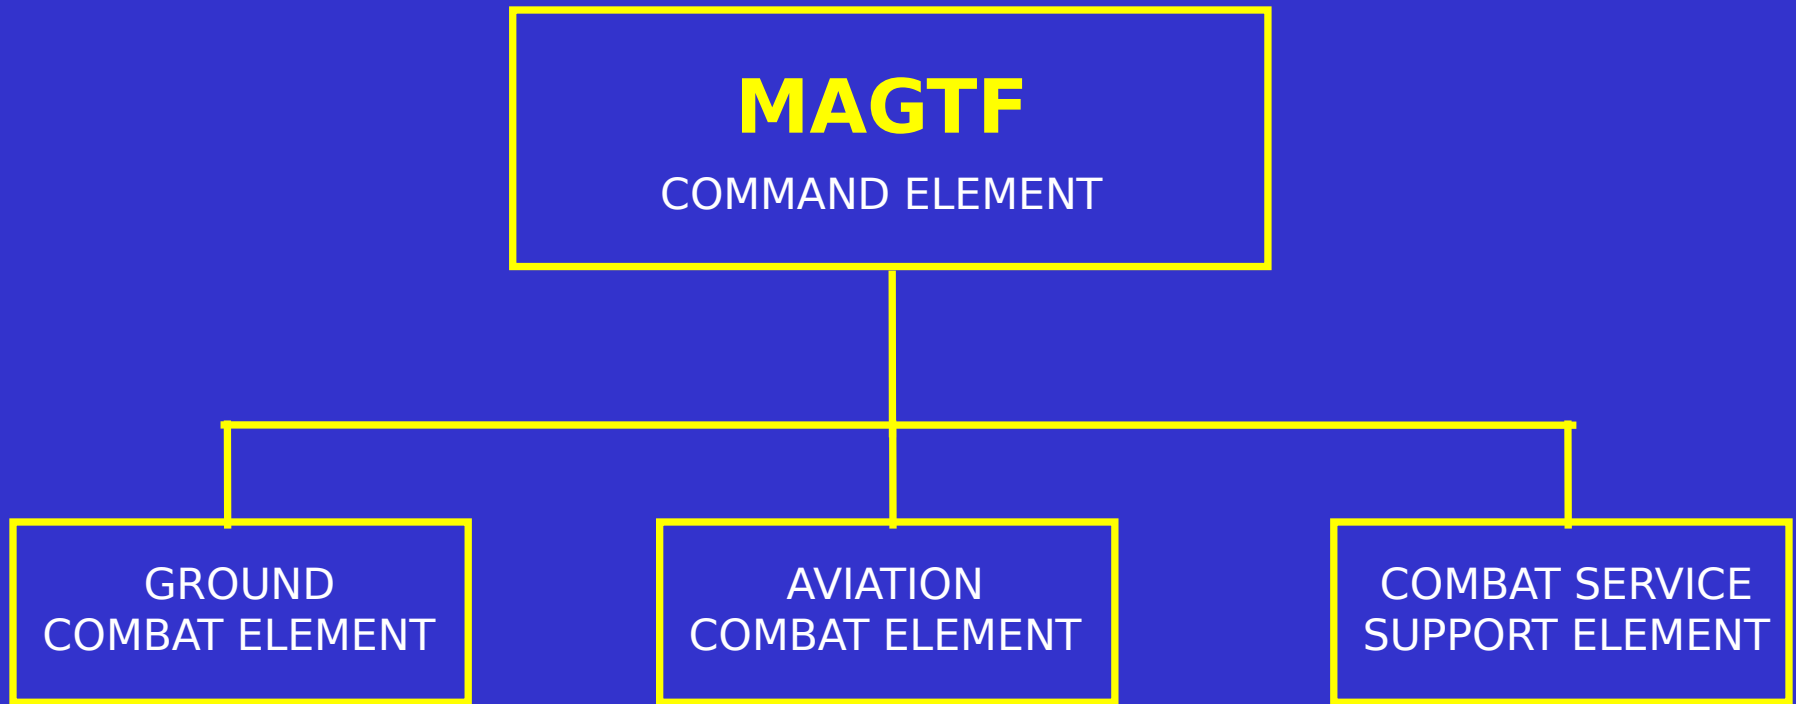 MAGTF
COMMAND ELEMENT
GROUND
COMBAT ELEMENT
AVIATION
COMBAT ELEMENT
COMBAT SERVICE
SUPPORT ELEMENT